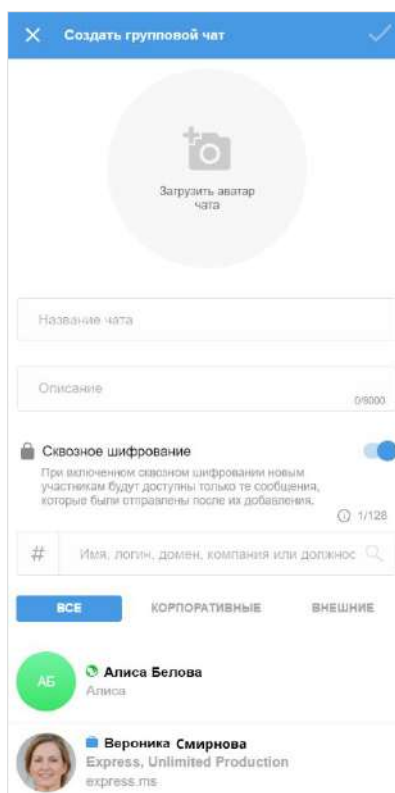 Создать групповой чат
Загрузить аватар
чата
Название чата
Описание
0/9000
Сквозное шифрование
При включенном сквозном шифровании новым
участникам будут доступны только те сообщения,
которые были отправлены после их добавления.
1/128
# Имя, логин, домен, компания или должнос
ВСЕ КОРПОРАТИВНЫЕ ВНЕШНИЕ
АБ
Алиса Белова
Алиса
Вероника Смирнова
Express, Unlimited Production
express.ms